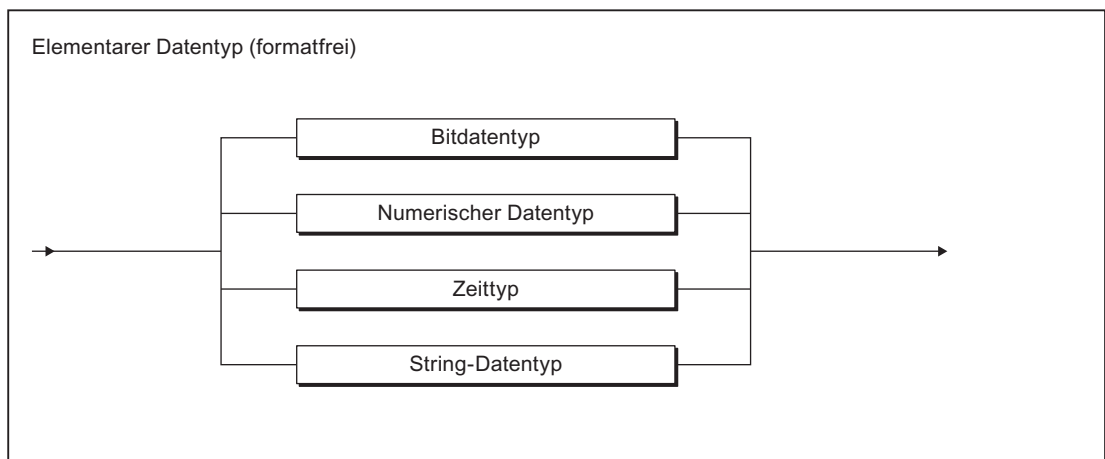 Elementarer Datentyp (formatfrei)
Bitdatentyp
Numerischer Datentyp
Zeittyp
String-Datentyp